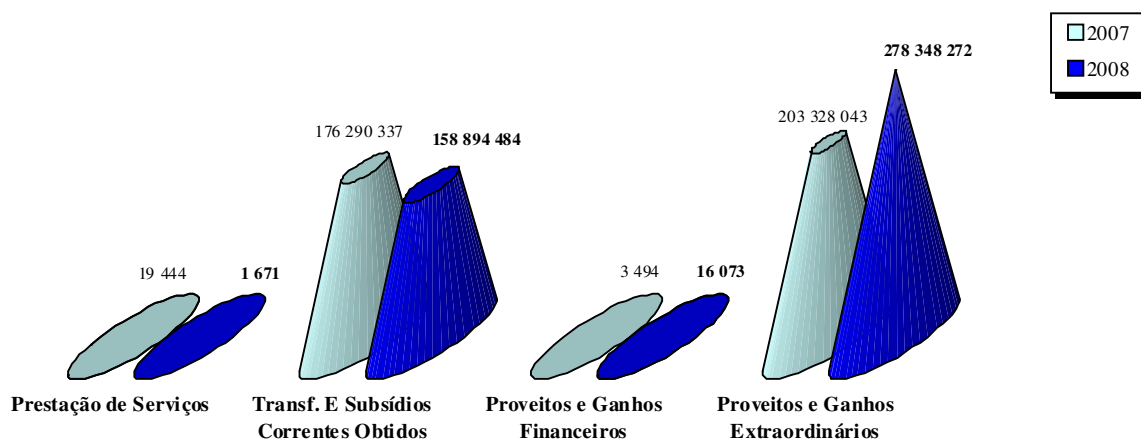 2007
2008
278 348 272
203 328 043
176 290 337
158 894 484
19 444
1 671
3 494
16 073
Prestação de Serviços
Transf. E Subsídios
Correntes Obtidos
Proveitos e Ganhos
Financeiros
Proveitos e Ganhos
Extraordinários